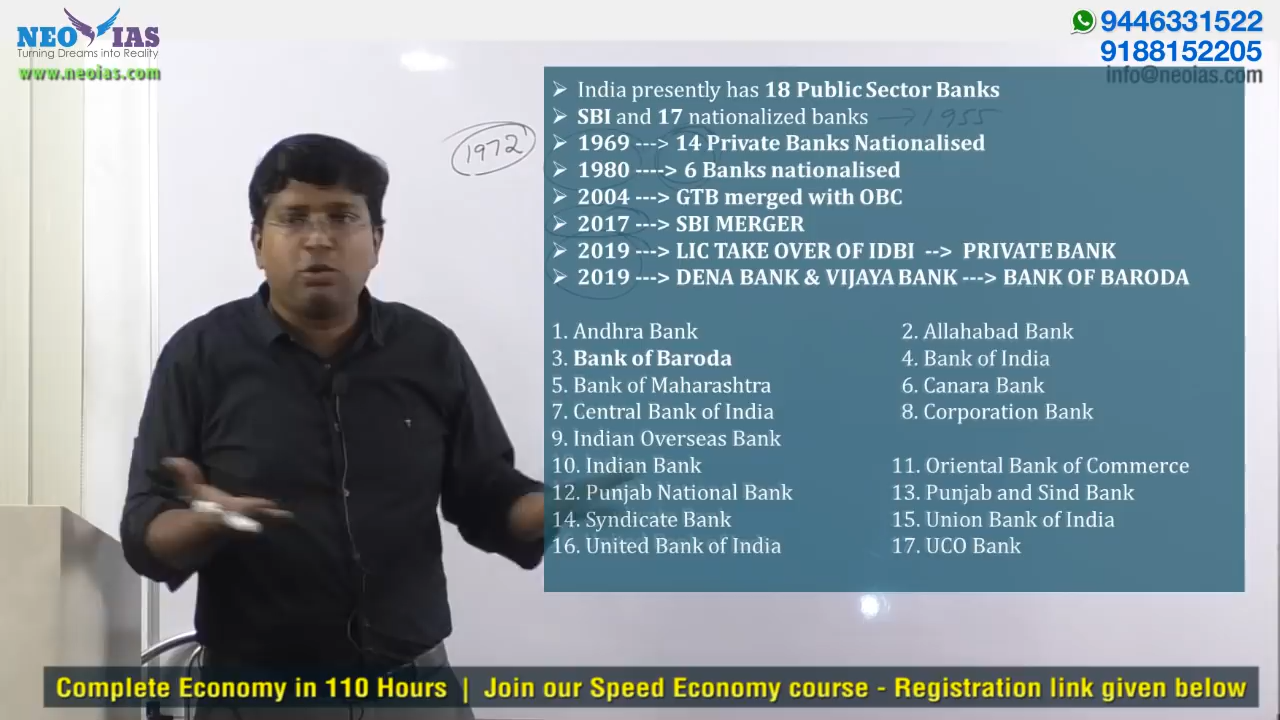 NEO IAS
Turning Dreams into Reality
www.neoias.com
9446331522
9188152205
info@neoias.com
➢ India presently has 18 Public Sector Banks
➢ SBI and 17 nationalized banks → 1955
1972
➢ 1969 ---> 14 Private Banks Nationalised
➢ 1980 ----> 6 Banks nationalised
➢ 2004 ---> GTB merged with OBC
➢ 2017 ---> SBI MERGER
➢ 2019 ---> LIC TAKE OVER OF IDBI --> PRIVATE BANK
➢ 2019 ---> DENA BANK & VIJAYA BANK ---> BANK OF BARODA
1. Andhra Bank 2. Allahabad Bank
3. Bank of Baroda 4. Bank of India
5. Bank of Maharashtra 6. Canara Bank
7. Central Bank of India 8. Corporation Bank
9. Indian Overseas Bank
10. Indian Bank 11. Oriental Bank of Commerce
12. Punjab National Bank 13. Punjab and Sind Bank
14. Syndicate Bank 15. Union Bank of India
16. United Bank of India 17. UCO Bank
Complete Economy in 110 Hours | Join our Speed Economy course - Registration link given below